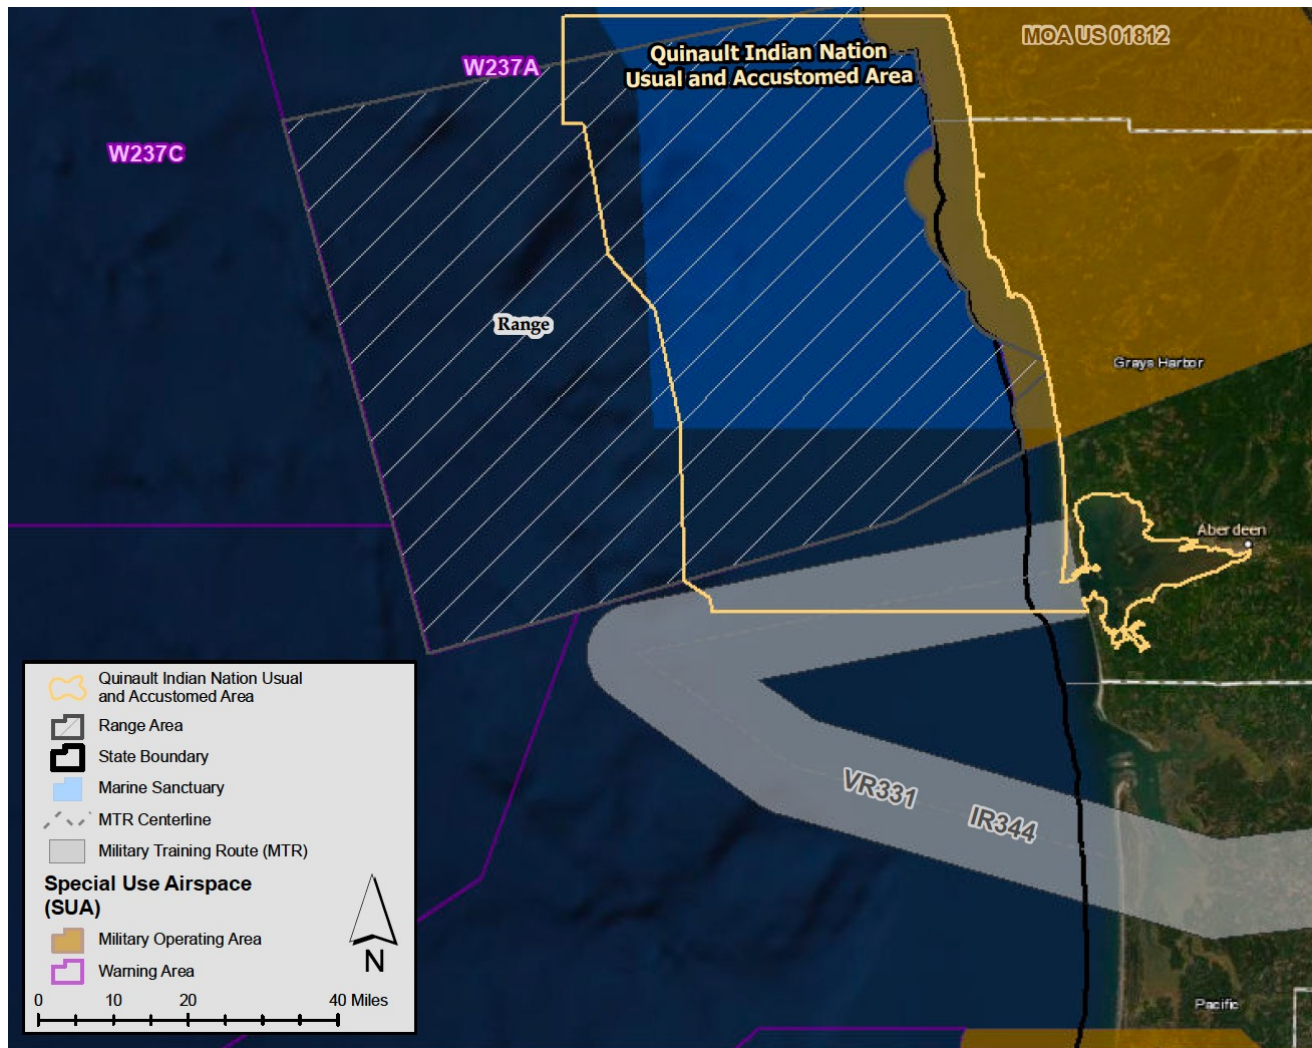 MOA US 01812
Quinault Indian Nation
Usual and Accustomed Area
W237A
W237C
Range
Grays Harbor
Aberdeen
VR331
IR344
Pacific
Quinault Indian Nation Usual
and Accustomed Area
Range Area
State Boundary
Marine Sanctuary
MTR Centerline
Military Training Route (MTR)
Special Use Airspace
(SUA)
Military Operating Area
Warning Area
N
0 10 20 40 Miles